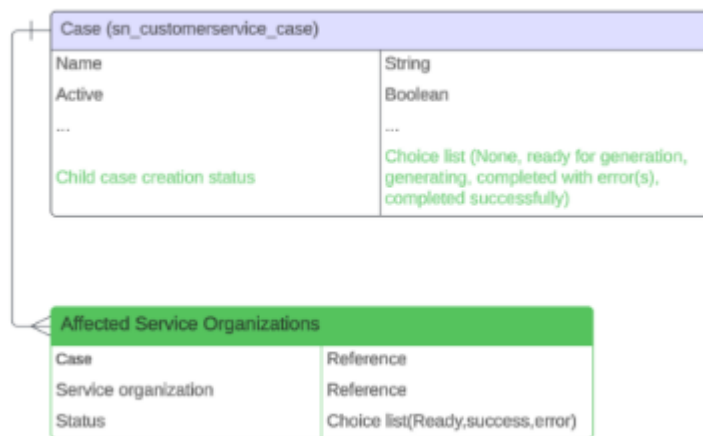 Case (sn_customerservice_case)
Name String
Active Boolean
... ...
Child case creation status Choice list (None, ready for generation,
generating, completed with error(s),
completed successfully)
Affected Service Organizations
Case Reference
Service organization Reference
Status Choice list(Ready,success,error)